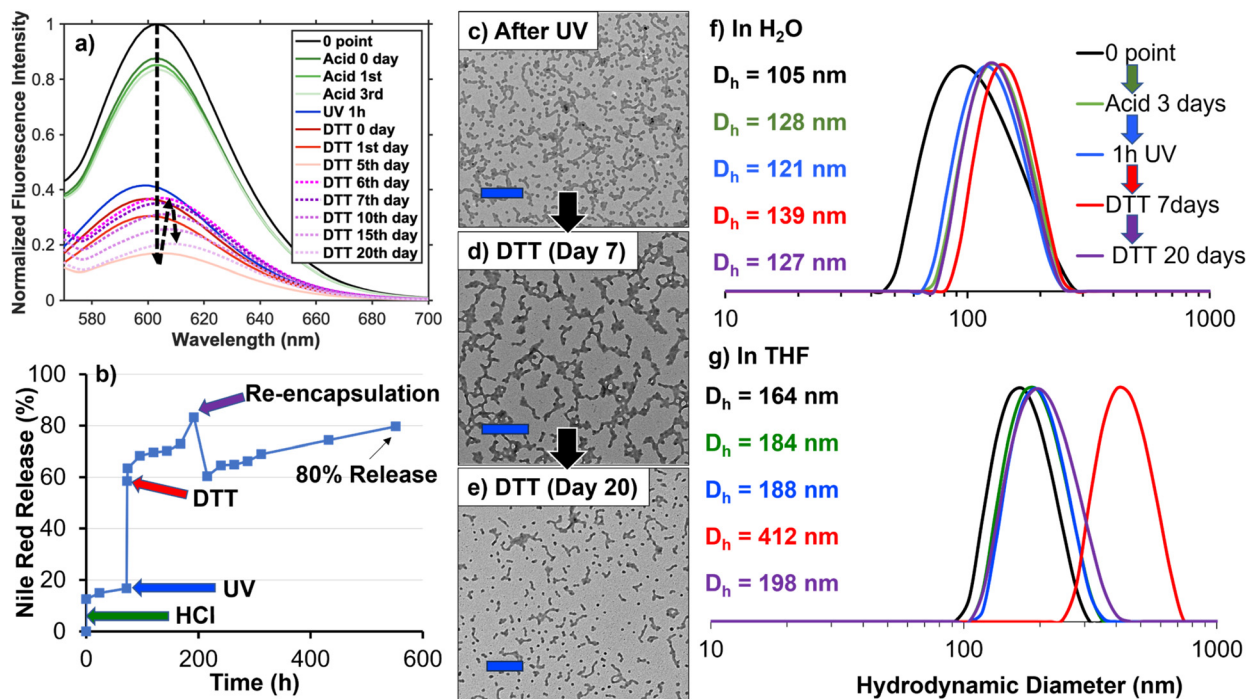 a)
Normalized Fluorescence Intensity
1
0.8
0.6
0.4
0.2
0
580
600
620
640
660
680
700
Wavelength (nm)
0 point
Acid 0 day
Acid 1st
Acid 3rd
UV 1h
DTT 0 day
DTT 1st day
DTT 5th day
DTT 6th day
DTT 7th day
DTT 10th day
DTT 15th day
DTT 20th day
b)
Nile Red Release (%)
100
80
60
40
20
0
0
200
400
600
Time (h)
Re-encapsulation
80% Release
DTT
UV
HCl
c) After UV
d) DTT (Day 7)
e) DTT (Day 20)
f) In H₂O
Dₕ = 105 nm
Dₕ = 128 nm
Dₕ = 121 nm
Dₕ = 139 nm
Dₕ = 127 nm
0 point
Acid 3 days
1h UV
DTT 7days
DTT 20 days
10
100
1000
g) In THF
Dₕ = 164 nm
Dₕ = 184 nm
Dₕ = 188 nm
Dₕ = 412 nm
Dₕ = 198 nm
10
100
1000
Hydrodynamic Diameter (nm)